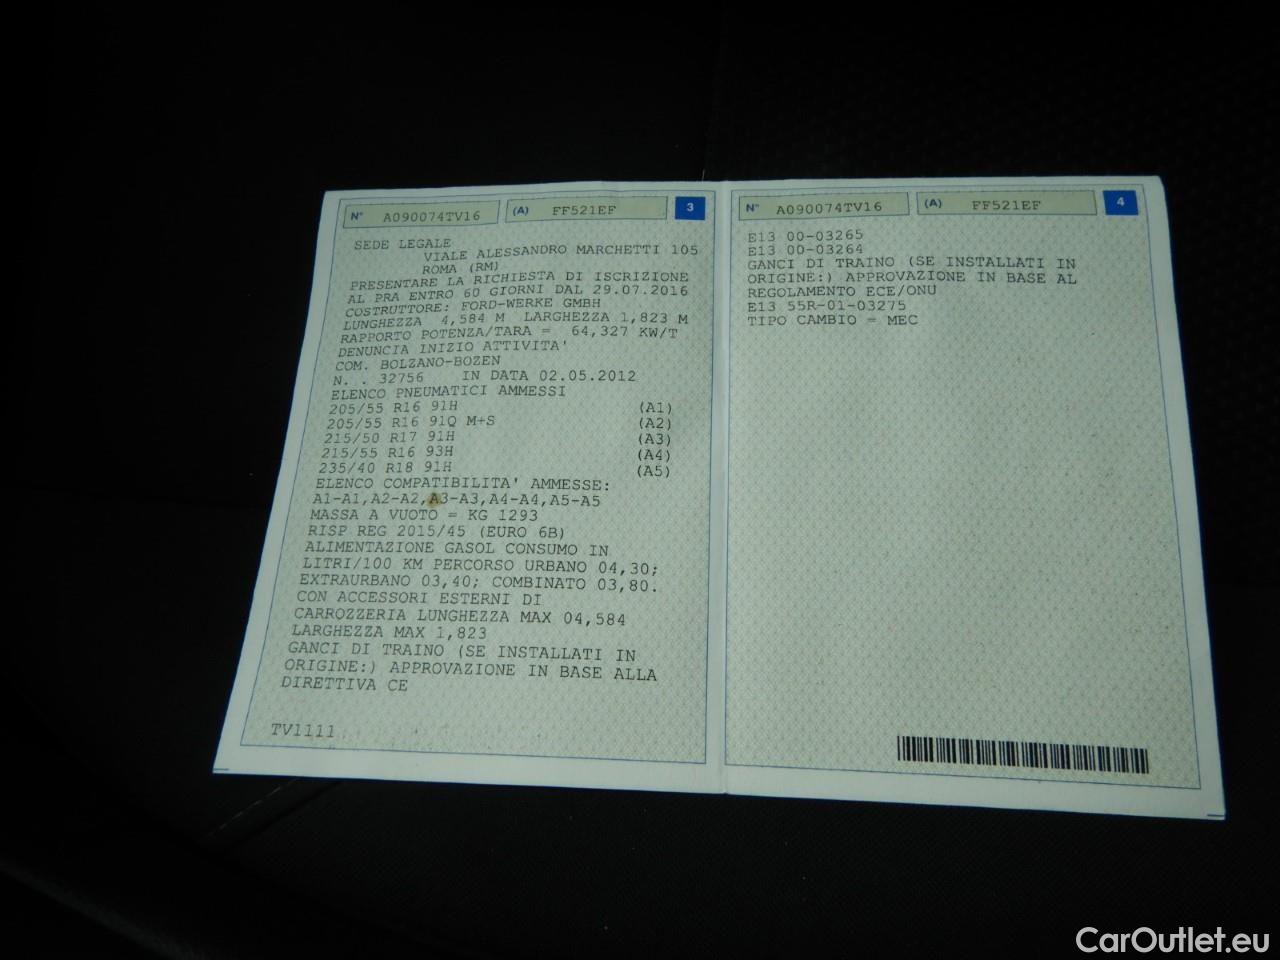 N° A090074TV16 (A) FF521EF 3
SEDE LEGALE
VIALE ALESSANDRO MARCHETTI 105
ROMA (RM)
PRESENTARE LA RICHIESTA DI ISCRIZIONE
AL PRA ENTRO 60 GIORNI DAL 29.07.2016
COSTRUTTORE: FORD-WERKE GMBH
LUNGHEZZA 4,584 M LARGHEZZA 1,823 M
RAPPORTO POTENZA/TARA = 64,327 KW/T
DENUNCIA INIZIO ATTIVITA'
COM. BOLZANO-BOZEN
N. . 32756 IN DATA 02.05.2012
ELENCO PNEUMATICI AMMESSI
205/55 R16 91H (A1)
205/55 R16 91Q M+S (A2)
215/50 R17 91H (A3)
215/55 R16 93H (A4)
235/40 R18 91H (A5)
ELENCO COMPATIBILITA' AMMESSE:
A1-A1,A2-A2,A3-A3,A4-A4,A5-A5
MASSA A VUOTO = KG 1293
RISP REG 2015/45 (EURO 6B)
ALIMENTAZIONE GASOL CONSUMO IN
LITRI/100 KM PERCORSO URBANO 04,30;
EXTRAURBANO 03,40; COMBINATO 03,80.
CON ACCESSORI ESTERNI DI
CARROZZERIA LUNGHEZZA MAX 04,584
LARGHEZZA MAX 1,823
GANCI DI TRAINO (SE INSTALLATI IN
ORIGINE:) APPROVAZIONE IN BASE ALLA
DIRETTIVA CE
TV1111
N° A090074TV16 (A) FF521EF 4
E13 00-03265
E13 00-03264
GANCI DI TRAINO (SE INSTALLATI IN
ORIGINE:) APPROVAZIONE IN BASE AL
REGOLAMENTO ECE/ONU
E13 55R-01-03275
TIPO CAMBIO = MEC
CarOutlet.eu